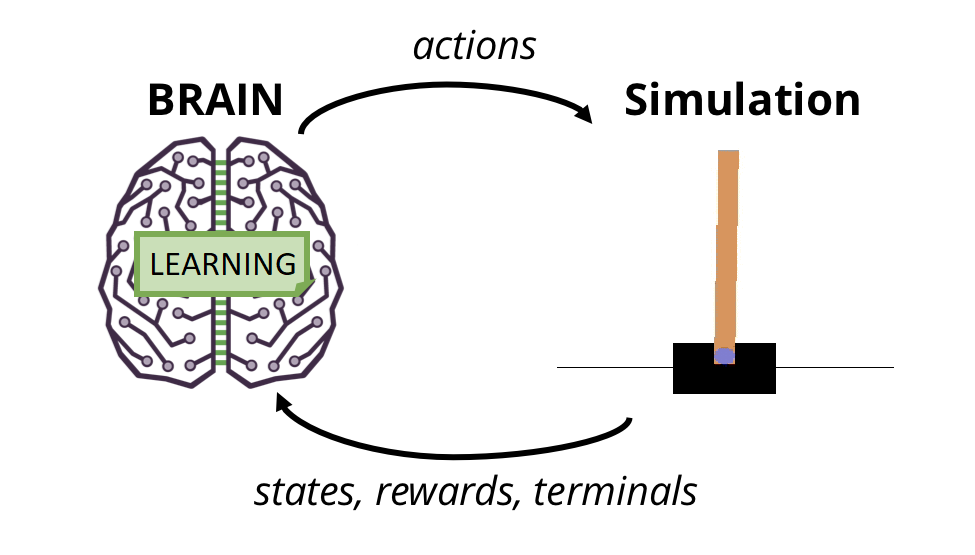 actions
BRAIN
Simulation
LEARNING
states, rewards, terminals